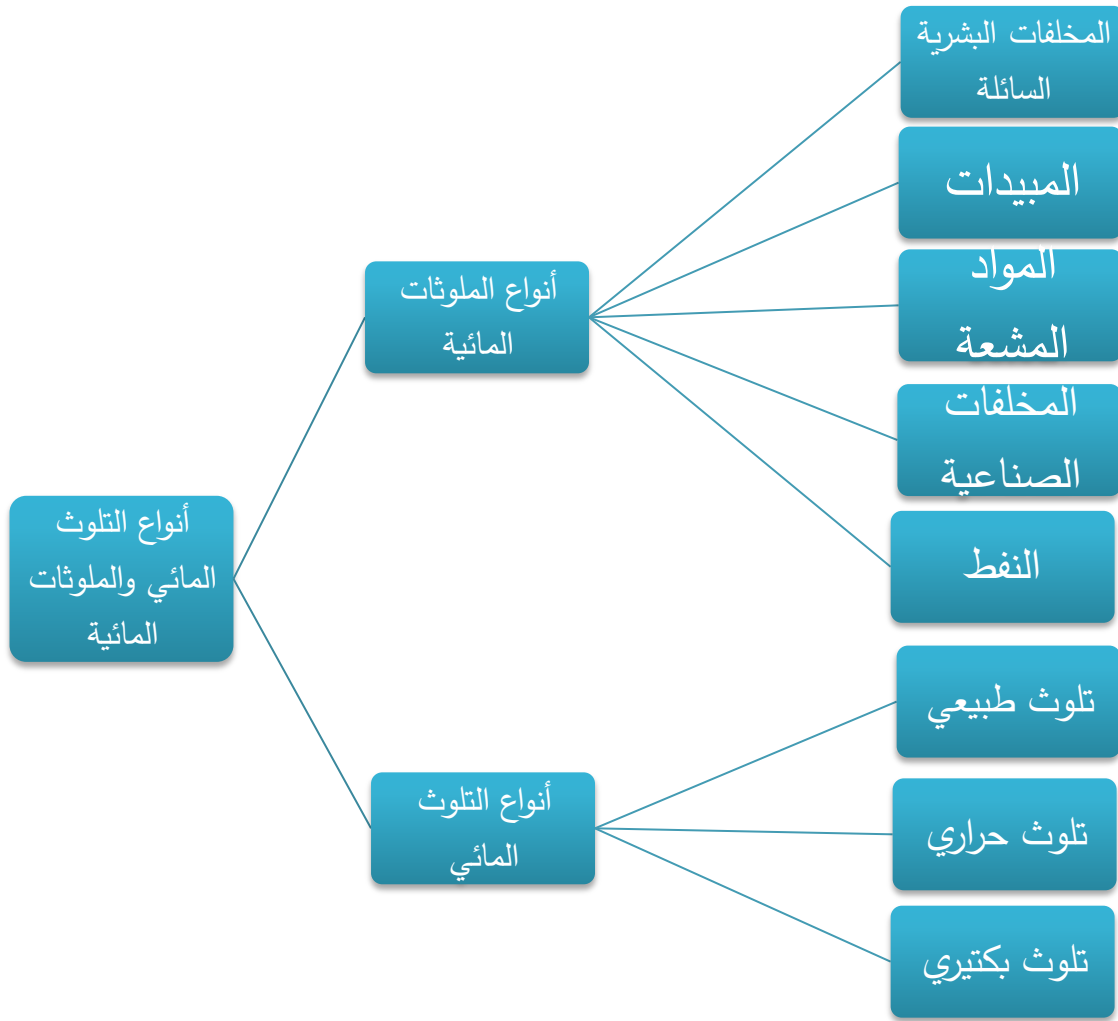 المخلفات البشرية
السائلة
المبيدات
المواد
المشعة
المخلفات
الصناعية
النفط
أنواع الملوثات
المائية
أنواع التلوث
المائي والملوثات
المائية
تلوث طبيعي
تلوث حراري
تلوث بكتيري
أنواع التلوث
المائي